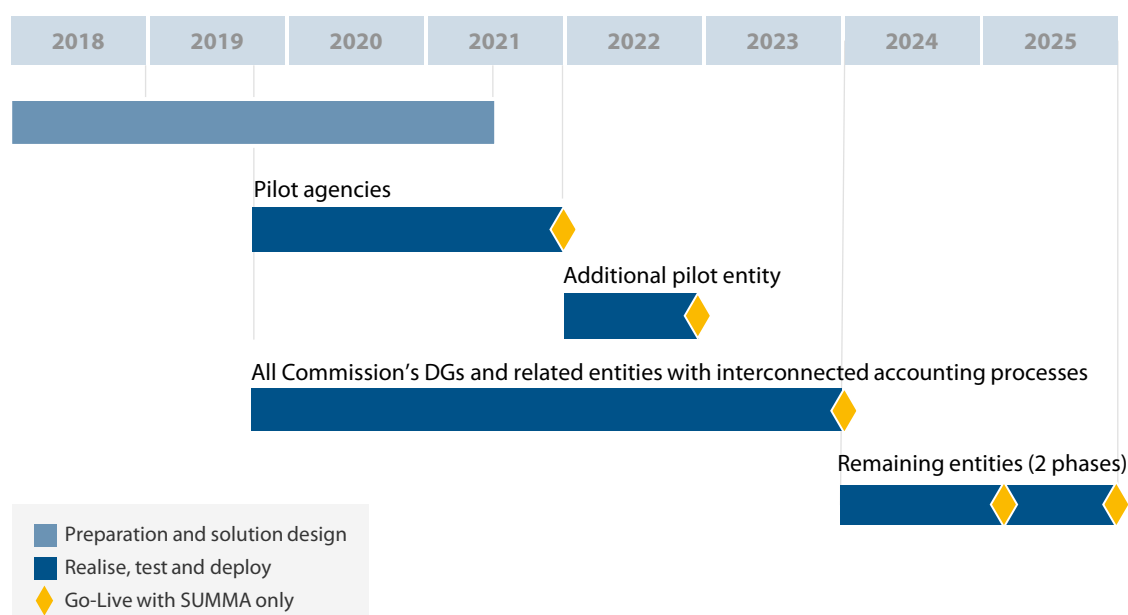 2018 2019 2020 2021 2022 2023 2024 2025
Pilot agencies
Additional pilot entity
All Commission’s DGs and related entities with interconnected accounting processes
Remaining entities (2 phases)
Preparation and solution design
Realise, test and deploy
Go-Live with SUMMA only